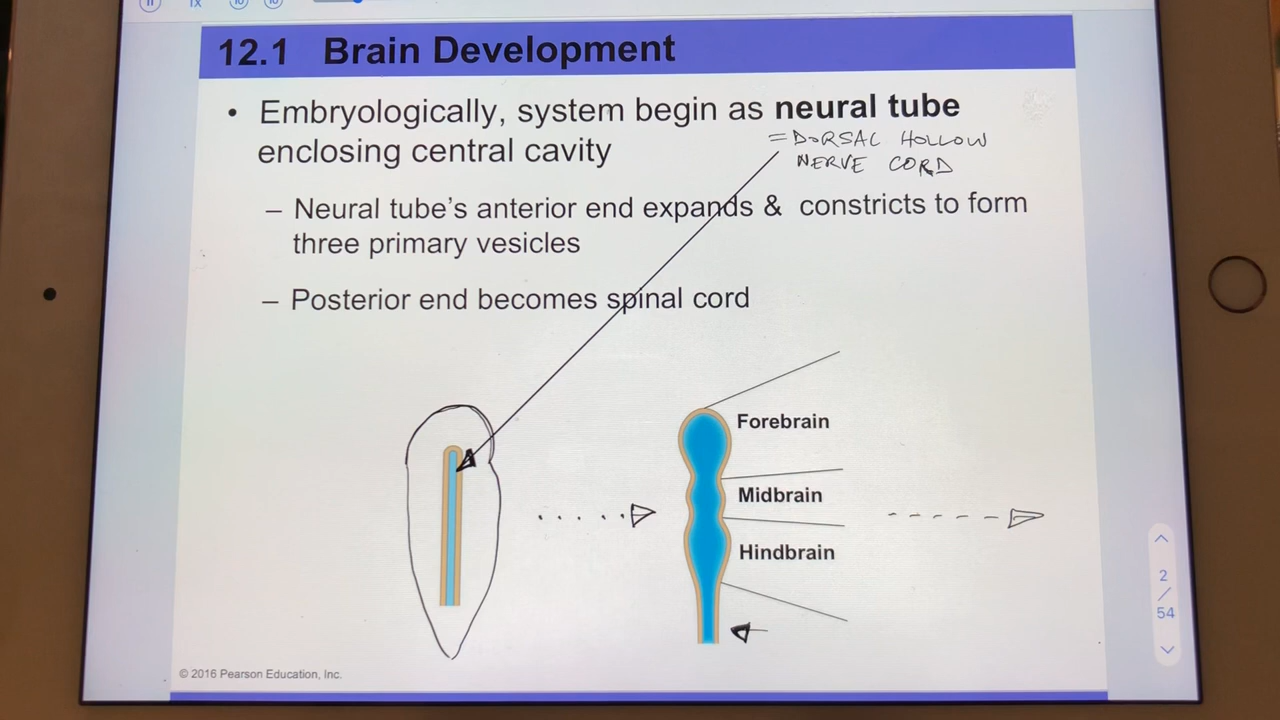 12.1 Brain Development
• Embryologically, system begin as neural tube
enclosing central cavity
= DORSAL HOLLOW
NERVE CORD
– Neural tube's anterior end expands & constricts to form
three primary vesicles
– Posterior end becomes spinal cord
Forebrain
Midbrain
Hindbrain
2
/
54
© 2016 Pearson Education, Inc.